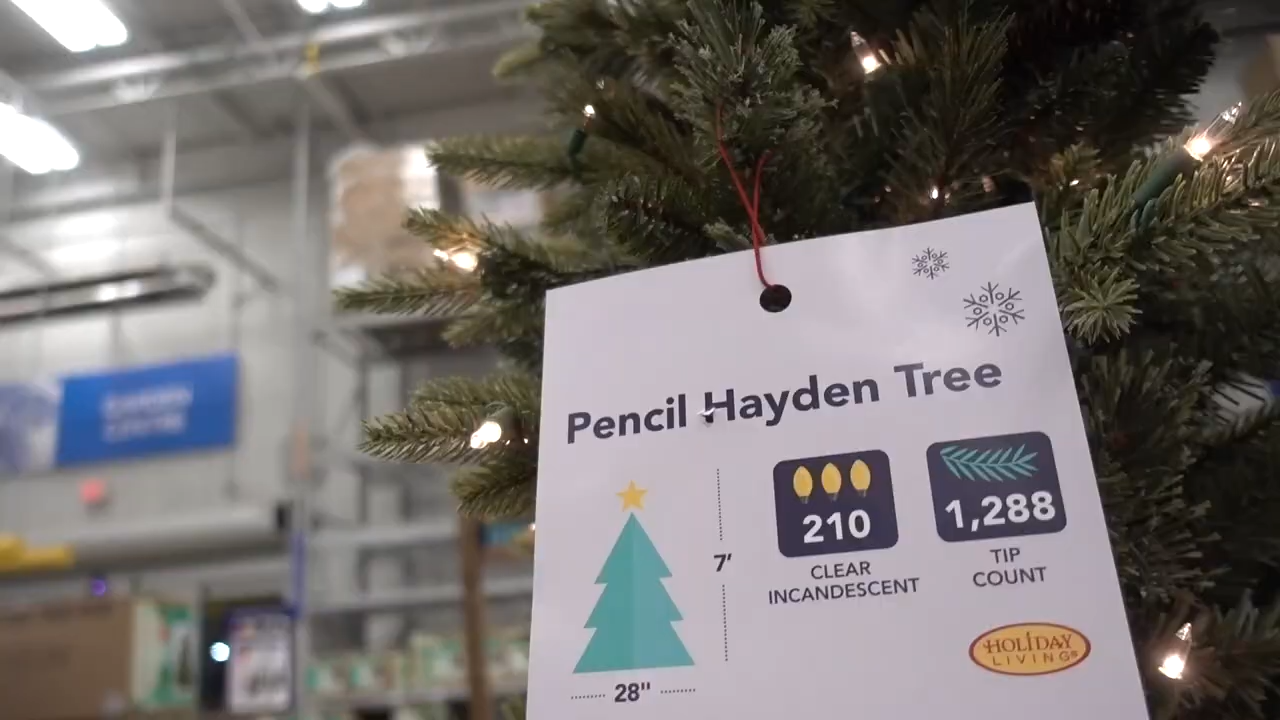 Pencil Hayden Tree
7'
28"
210
CLEAR
INCANDESCENT
1,288
TIP
COUNT
HOLIDAY
LIVING®